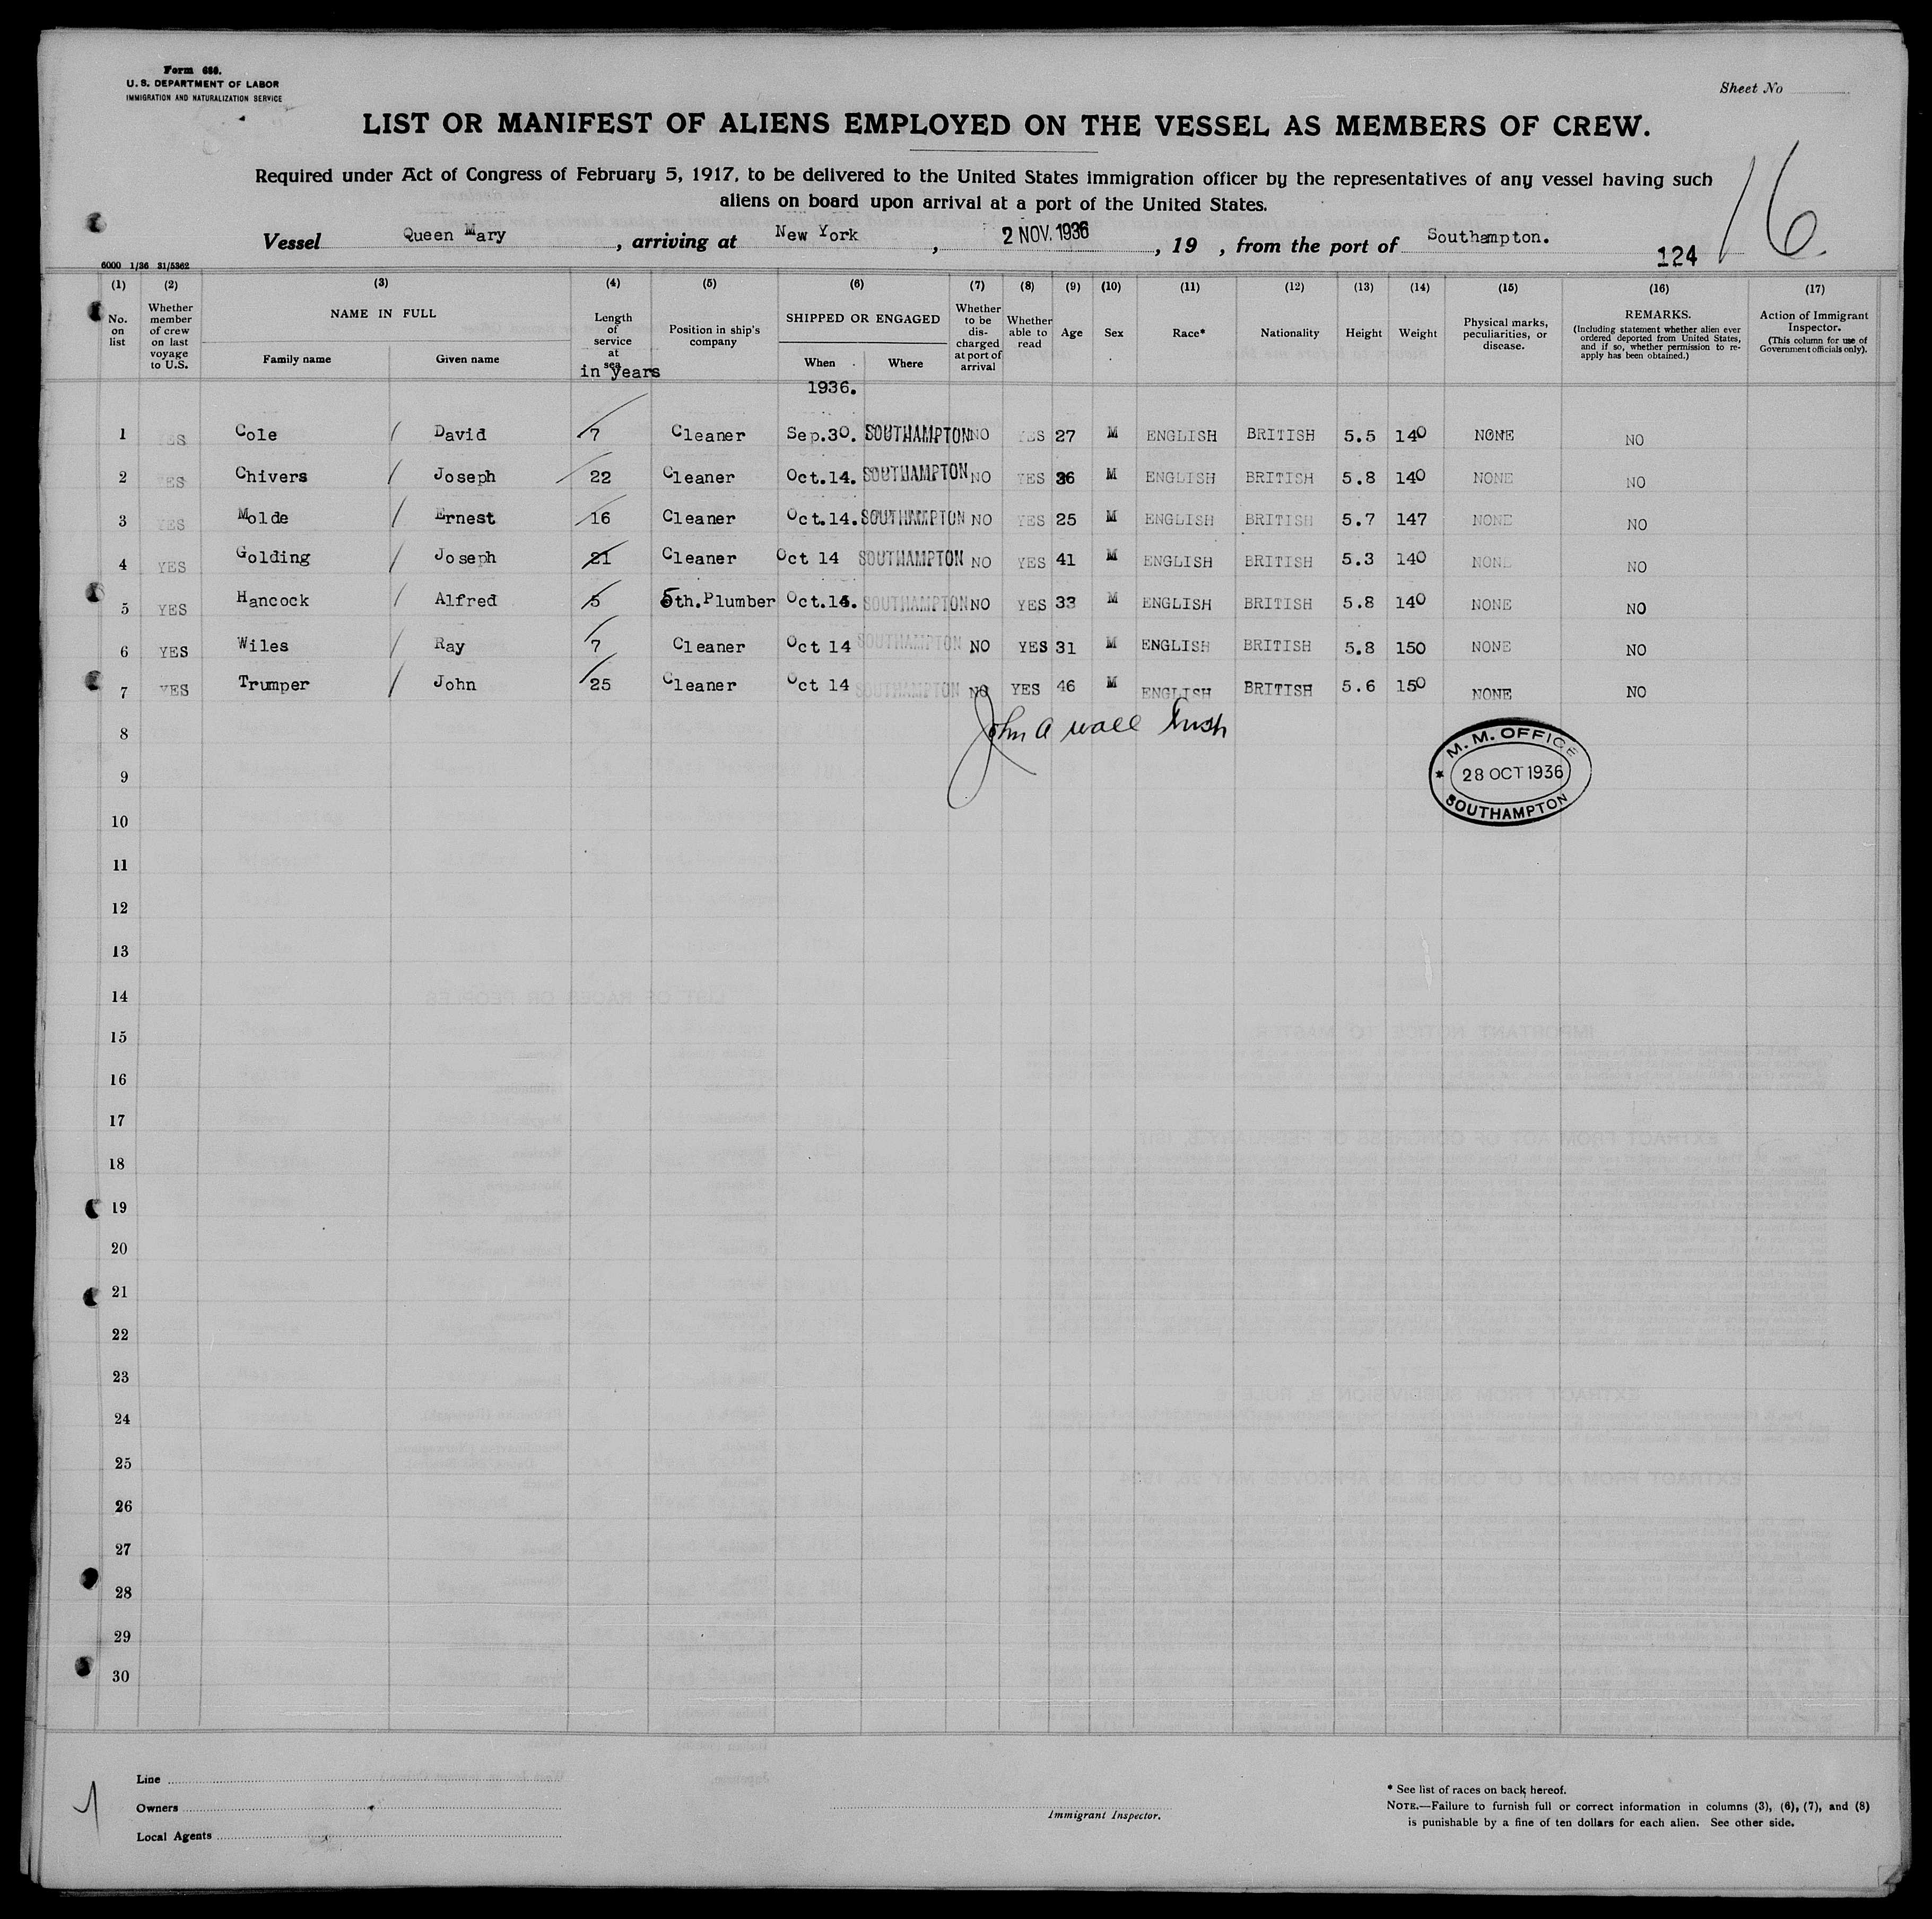 Form 680.
U. S. DEPARTMENT OF LABOR
IMMIGRATION AND NATURALIZATION SERVICE
Sheet No
LIST OR MANIFEST OF ALIENS EMPLOYED ON THE VESSEL AS MEMBERS OF CREW.
Required under Act of Congress of February 5, 1917, to be delivered to the United States immigration officer by the representatives of any vessel having such
aliens on board upon arrival at a port of the United States.
16
Vessel Queen Mary, arriving at New York, 2 NOV. 1936, 19 , from the port of Southampton.
124
6000 1/36 31/5362
(1) (2) (3) (4) (5) (6) (7) (8) (9) (10) (11) (12) (13) (14) (15) (16) (17)
No. on list
Whether member of crew on last voyage to U.S.
NAME IN FULL
Family name Given name
Length of service at sea
in years
Position in ship's company
SHIPPED OR ENGAGED
When Where
1936.
Whether to be discharged at port of arrival
Whether able to read
Age Sex Race* Nationality Height Weight
Physical marks, peculiarities, or disease.
REMARKS.
(Including statement whether alien ever ordered deported from United States, and if so, whether permission to reapply has been obtained.)
Action of Immigrant Inspector.
(This column for use of Government officials only).
1 YES Cole / David 7 Cleaner Sep.30. SOUTHAMPTON NO YES 27 M ENGLISH BRITISH 5.5 140 NONE NO
2 YES Chivers / Joseph 22 Cleaner Oct.14. SOUTHAMPTON NO YES 36 M ENGLISH BRITISH 5.8 140 NONE NO
3 YES Molde / Ernest 16 Cleaner Oct.14. SOUTHAMPTON NO YES 25 M ENGLISH BRITISH 5.7 147 NONE NO
4 YES Golding / Joseph 21 Cleaner Oct 14 SOUTHAMPTON NO YES 41 M ENGLISH BRITISH 5.3 140 NONE NO
5 YES Hancock / Alfred 5 5th.Plumber Oct.14. SOUTHAMPTON NO YES 33 M ENGLISH BRITISH 5.8 140 NONE NO
6 YES Wiles / Ray 7 Cleaner Oct 14 SOUTHAMPTON NO YES 31 M ENGLISH BRITISH 5.8 150 NONE NO
7 YES Trumper / John 25 Cleaner Oct 14 SOUTHAMPTON NO YES 46 M ENGLISH BRITISH 5.6 150 NONE NO
8
John A Wall
M. M. OFFICE
28 OCT 1936
SOUTHAMPTON
9
10
11
12
13
14
15
16
17
18
19
20
21
22
23
24
25
26
27
28
29
30
Line
Owners
Local Agents
Immigrant Inspector.
* See list of races on back hereof.
NOTE.—Failure to furnish full or correct information in columns (3), (6), (7), and (8)
is punishable by a fine of ten dollars for each alien. See other side.